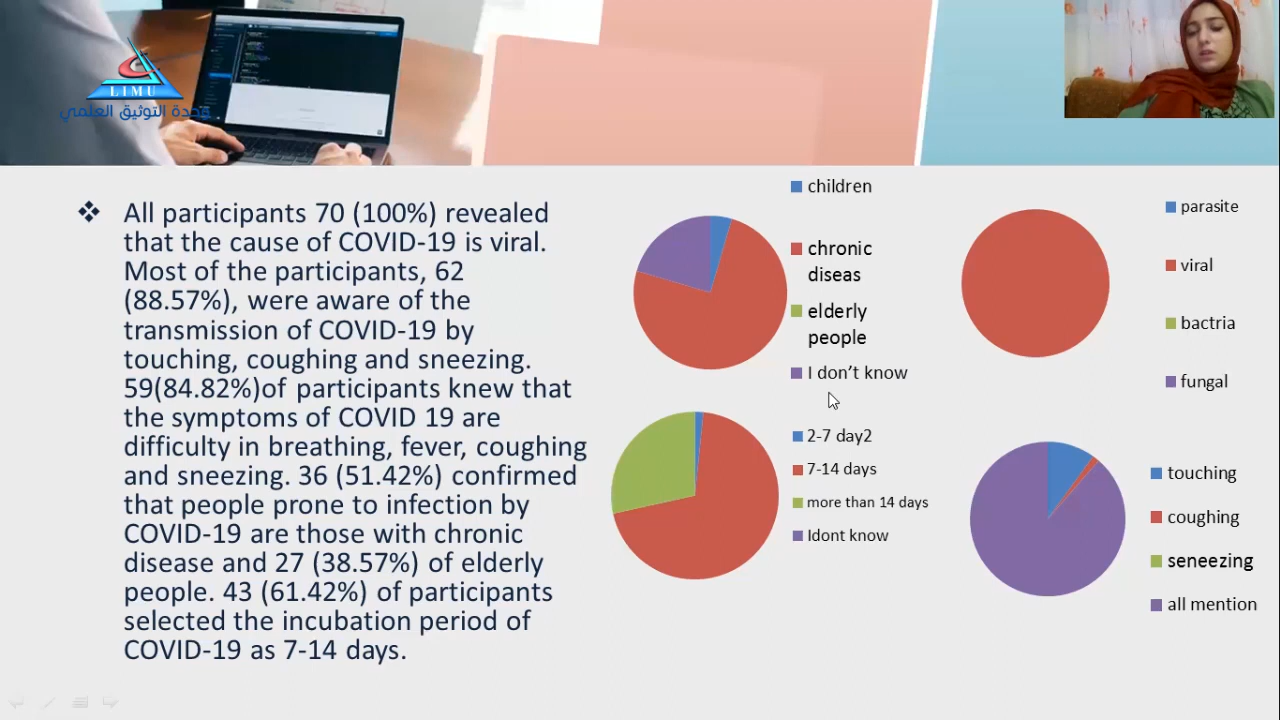 LIMU
وحدة التوثيق العلمي
❖ All participants 70 (100%) revealed
that the cause of COVID-19 is viral.
Most of the participants, 62
(88.57%), were aware of the
transmission of COVID-19 by
touching, coughing and sneezing.
59(84.82%)of participants knew that
the symptoms of COVID 19 are
difficulty in breathing, fever, coughing
and sneezing. 36 (51.42%) confirmed
that people prone to infection by
COVID-19 are those with chronic
disease and 27 (38.57%) of elderly
people. 43 (61.42%) of participants
selected the incubation period of
COVID-19 as 7-14 days.
children
chronic
diseas
elderly
people
I don’t know
parasite
viral
bactria
fungal
2-7 day2
7-14 days
more than 14 days
Idont know
touching
coughing
seneezing
all mention